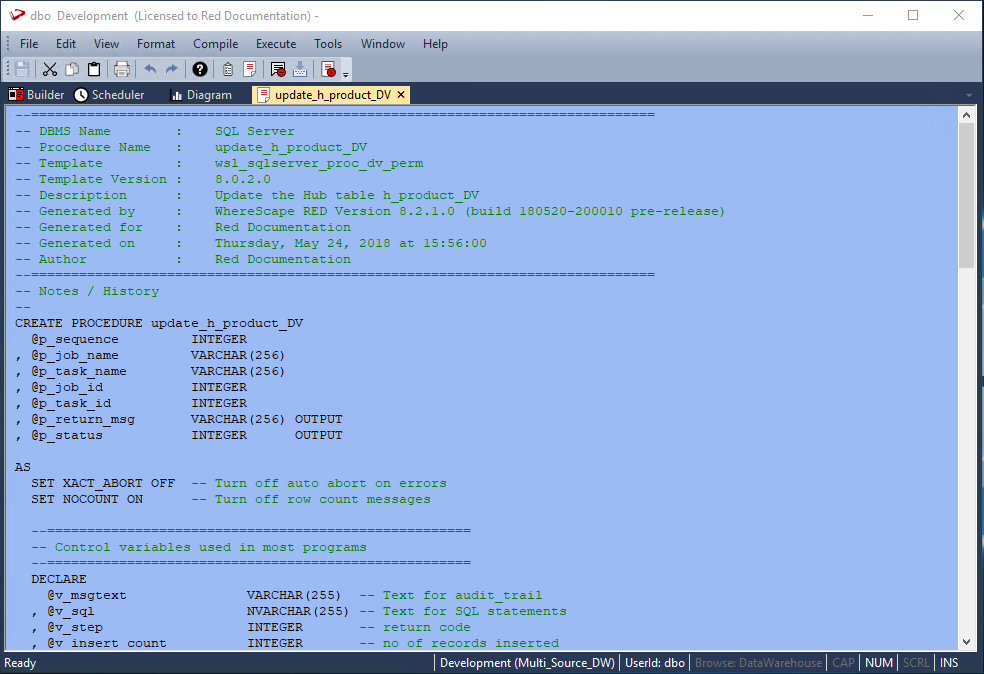 dbo Development (Licensed to Red Documentation) -
File Edit View Format Compile Execute Tools Window Help
Builder Scheduler Diagram update_h_product_DV
--==============================================================================
-- DBMS Name : SQL Server
-- Procedure Name : update_h_product_DV
-- Template : wsl_sqlserver_proc_dv_perm
-- Template Version : 8.0.2.0
-- Description : Update the Hub table h_product_DV
-- Generated by : WhereScape RED Version 8.2.1.0 (build 180520-200010 pre-release)
-- Generated for : Red Documentation
-- Generated on : Thursday, May 24, 2018 at 15:56:00
-- Author : Red Documentation
--==============================================================================
-- Notes / History
--
CREATE PROCEDURE update_h_product_DV
@p_sequence INTEGER
, @p_job_name VARCHAR(256)
, @p_task_name VARCHAR(256)
, @p_job_id INTEGER
, @p_task_id INTEGER
, @p_return_msg VARCHAR(256) OUTPUT
, @p_status INTEGER OUTPUT
AS
SET XACT_ABORT OFF -- Turn off auto abort on errors
SET NOCOUNT ON -- Turn off row count messages
--=====================================================
-- Control variables used in most programs
--=====================================================
DECLARE
@v_msgtext VARCHAR(255) -- Text for audit_trail
, @v_sql NVARCHAR(255) -- Text for SQL statements
, @v_step INTEGER -- return code
, @v_insert_count INTEGER -- no of records inserted
Ready Development (Multi_Source_DW) UserId: dbo Browse: DataWarehouse CAP NUM SCRL INS